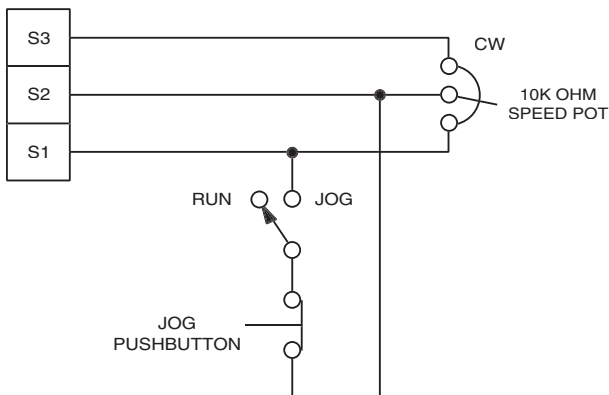 S3
CW
S2
10K OHM
SPEED POT
S1
RUN
JOG
JOG
PUSHBUTTON